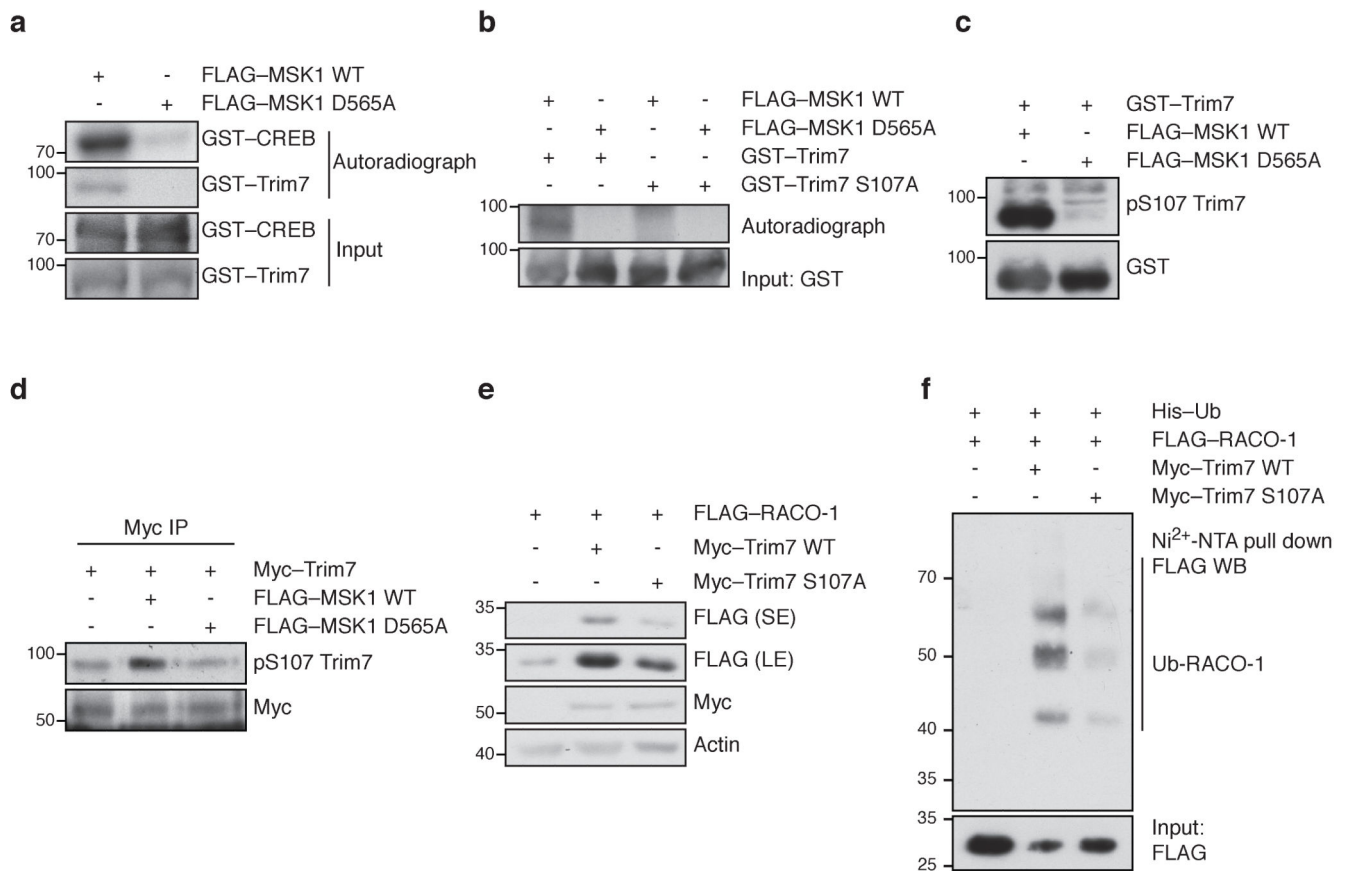 a
+ - FLAG–MSK1 WT
- + FLAG–MSK1 D565A
70 GST–CREB
100 GST–Trim7
Autoradiograph
70 GST–CREB
100 GST–Trim7
Input
b
+ - + - FLAG–MSK1 WT
- + - + FLAG–MSK1 D565A
+ + - - GST–Trim7
- - + + GST–Trim7 S107A
100 Autoradiograph
100 Input: GST
c
+ + GST–Trim7
+ - FLAG–MSK1 WT
- + FLAG–MSK1 D565A
100 pS107 Trim7
100 GST
d
Myc IP
+ + + Myc–Trim7
- + - FLAG–MSK1 WT
- - + FLAG–MSK1 D565A
100 pS107 Trim7
50 Myc
e
+ + + FLAG–RACO-1
- + - Myc–Trim7 WT
- - + Myc–Trim7 S107A
35 FLAG (SE)
35 FLAG (LE)
50 Myc
40 Actin
f
+ + + His–Ub
+ + + FLAG–RACO-1
- + - Myc–Trim7 WT
- - + Myc–Trim7 S107A
Ni2+-NTA pull down
70 FLAG WB
50 Ub-RACO-1
40
35
35 Input:
FLAG
25